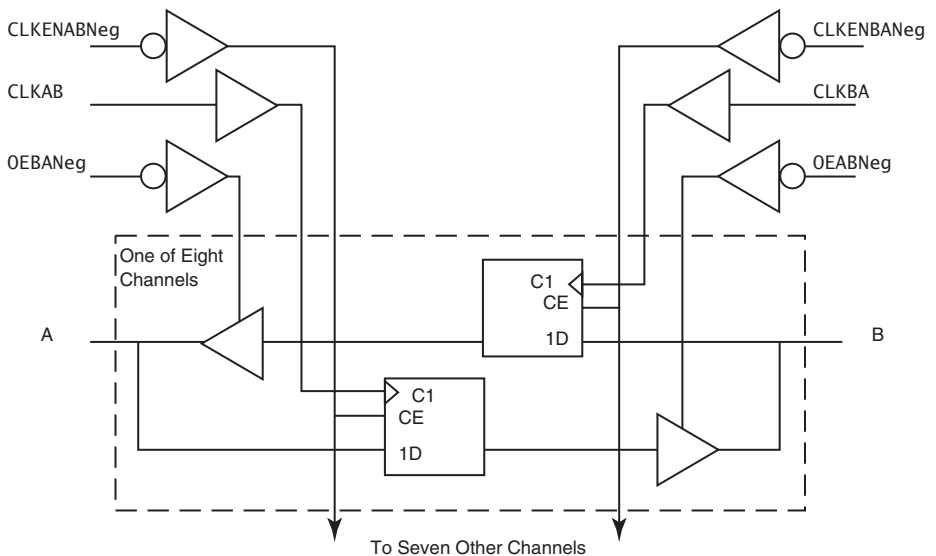 CLKENABNeg
CLKENBANeg
CLKAB
CLKBA
OEBANeg
OEABNeg
One of Eight
Channels
C1
CE
1D
A
B
C1
CE
1D
To Seven Other Channels